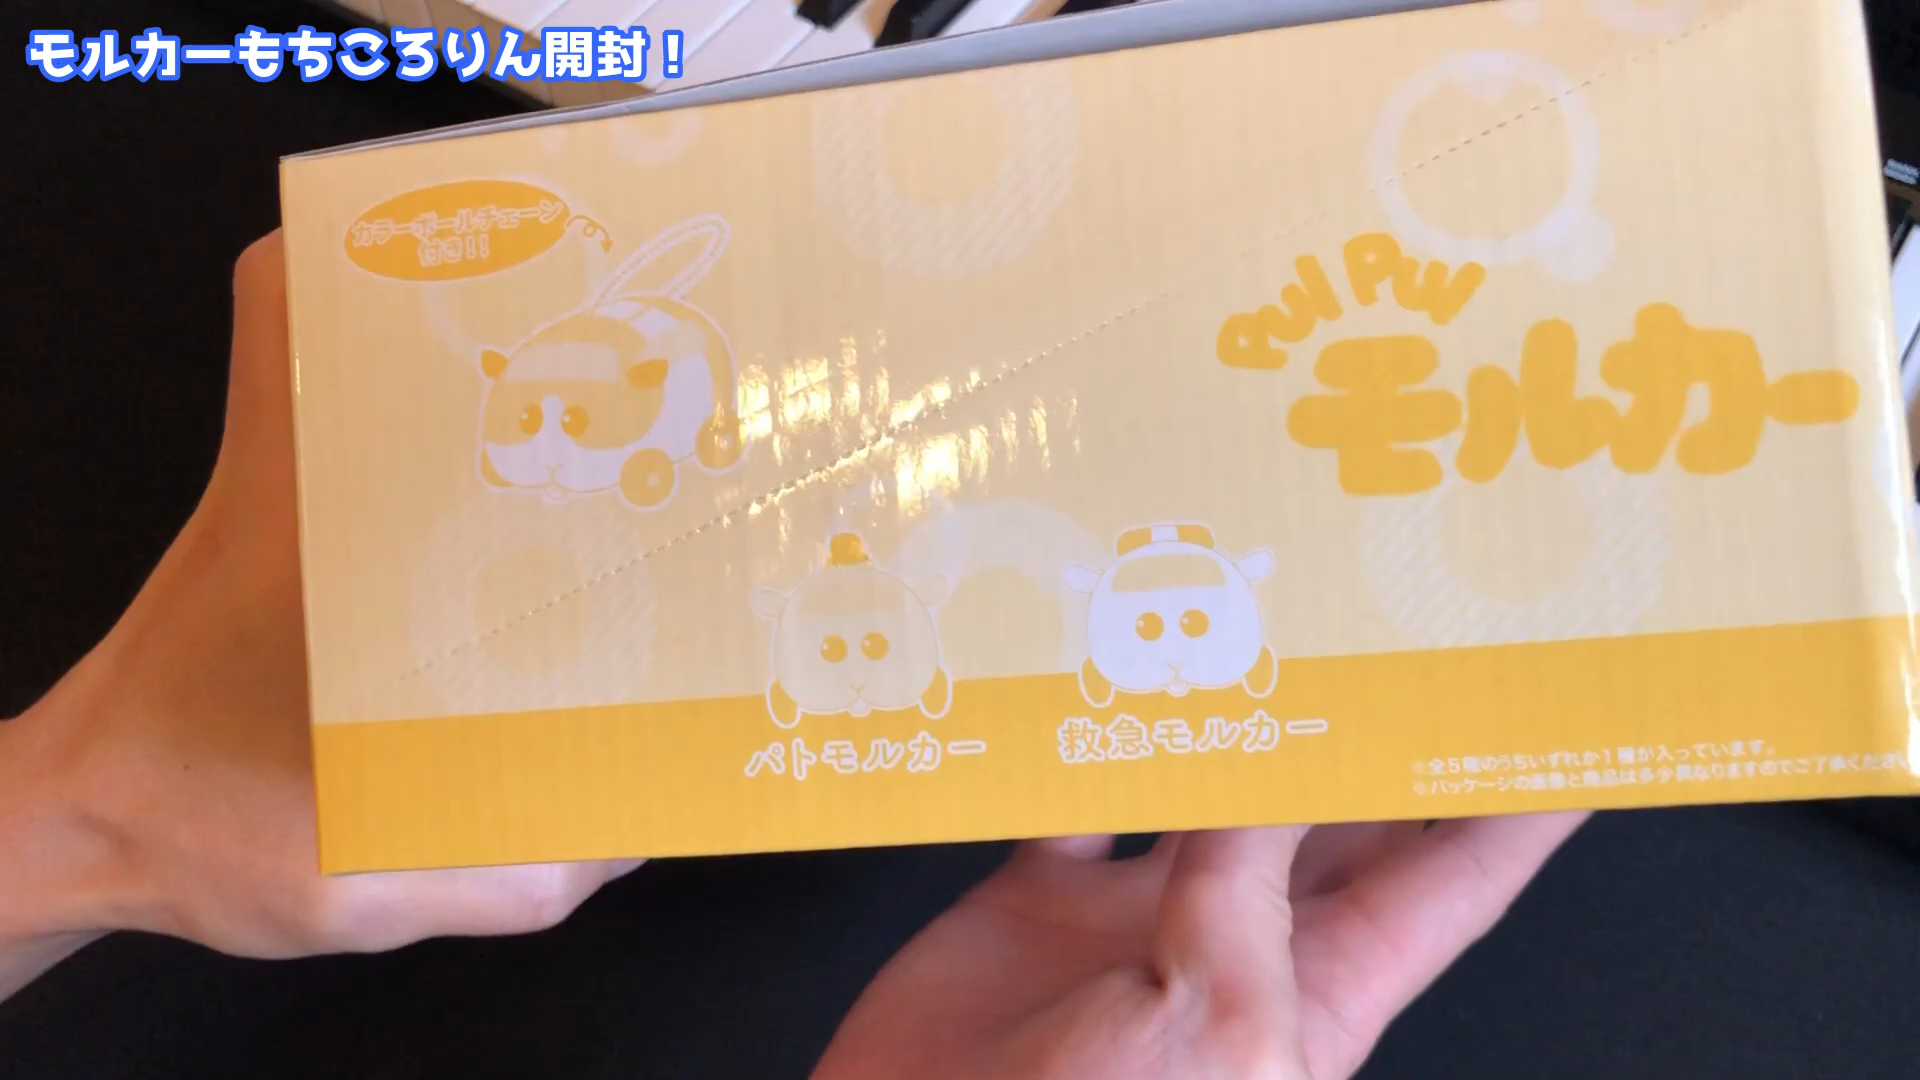 モルカーもちころりん開封！
カラーボールチェーン
付き!!
PUI PUI
モルカー
パトモルカー
救急モルカー
※全5種のうちいずれか1種が入っています。
※パッケージの画像と商品は多少異なりますのでご了承ください